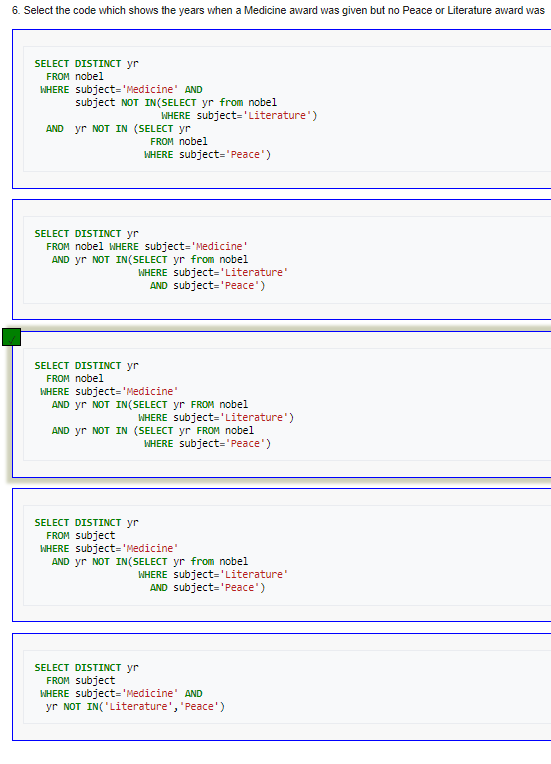 6. Select the code which shows the years when a Medicine award was given but no Peace or Literature award was
SELECT DISTINCT yr
FROM nobel
WHERE subject='Medicine' AND
subject NOT IN(SELECT yr from nobel
WHERE subject='Literature')
AND yr NOT IN (SELECT yr
FROM nobel
WHERE subject='Peace')
SELECT DISTINCT yr
FROM nobel WHERE subject='Medicine'
AND yr NOT IN(SELECT yr from nobel
WHERE subject='Literature'
AND subject='Peace')
SELECT DISTINCT yr
FROM nobel
WHERE subject='Medicine'
AND yr NOT IN(SELECT yr FROM nobel
WHERE subject='Literature')
AND yr NOT IN (SELECT yr FROM nobel
WHERE subject='Peace')
SELECT DISTINCT yr
FROM subject
WHERE subject='Medicine'
AND yr NOT IN(SELECT yr from nobel
WHERE subject='Literature'
AND subject='Peace')
SELECT DISTINCT yr
FROM subject
WHERE subject='Medicine' AND
yr NOT IN('Literature','Peace')